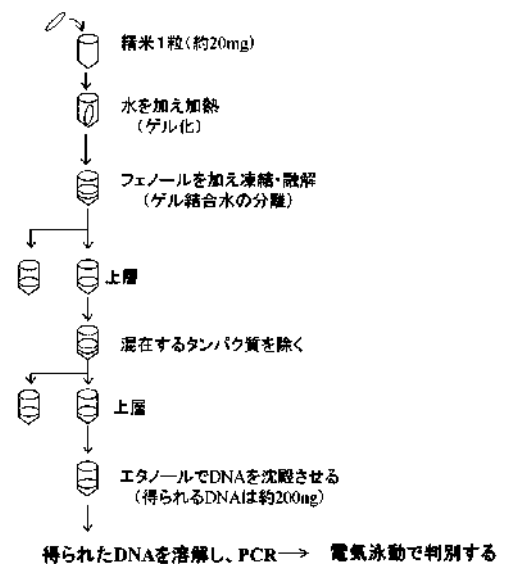 精米1粒(約20mg)
水を加え加熱
(ゲル化)
フェノールを加え凍結・融解
(ゲル結合水の分離)
上層
混在するタンパク質を除く
上層
エタノールでDNAを沈殿させる
(得られるDNAは約200ng)
得られたDNAを溶解し、PCR→ 電気泳動で判別する